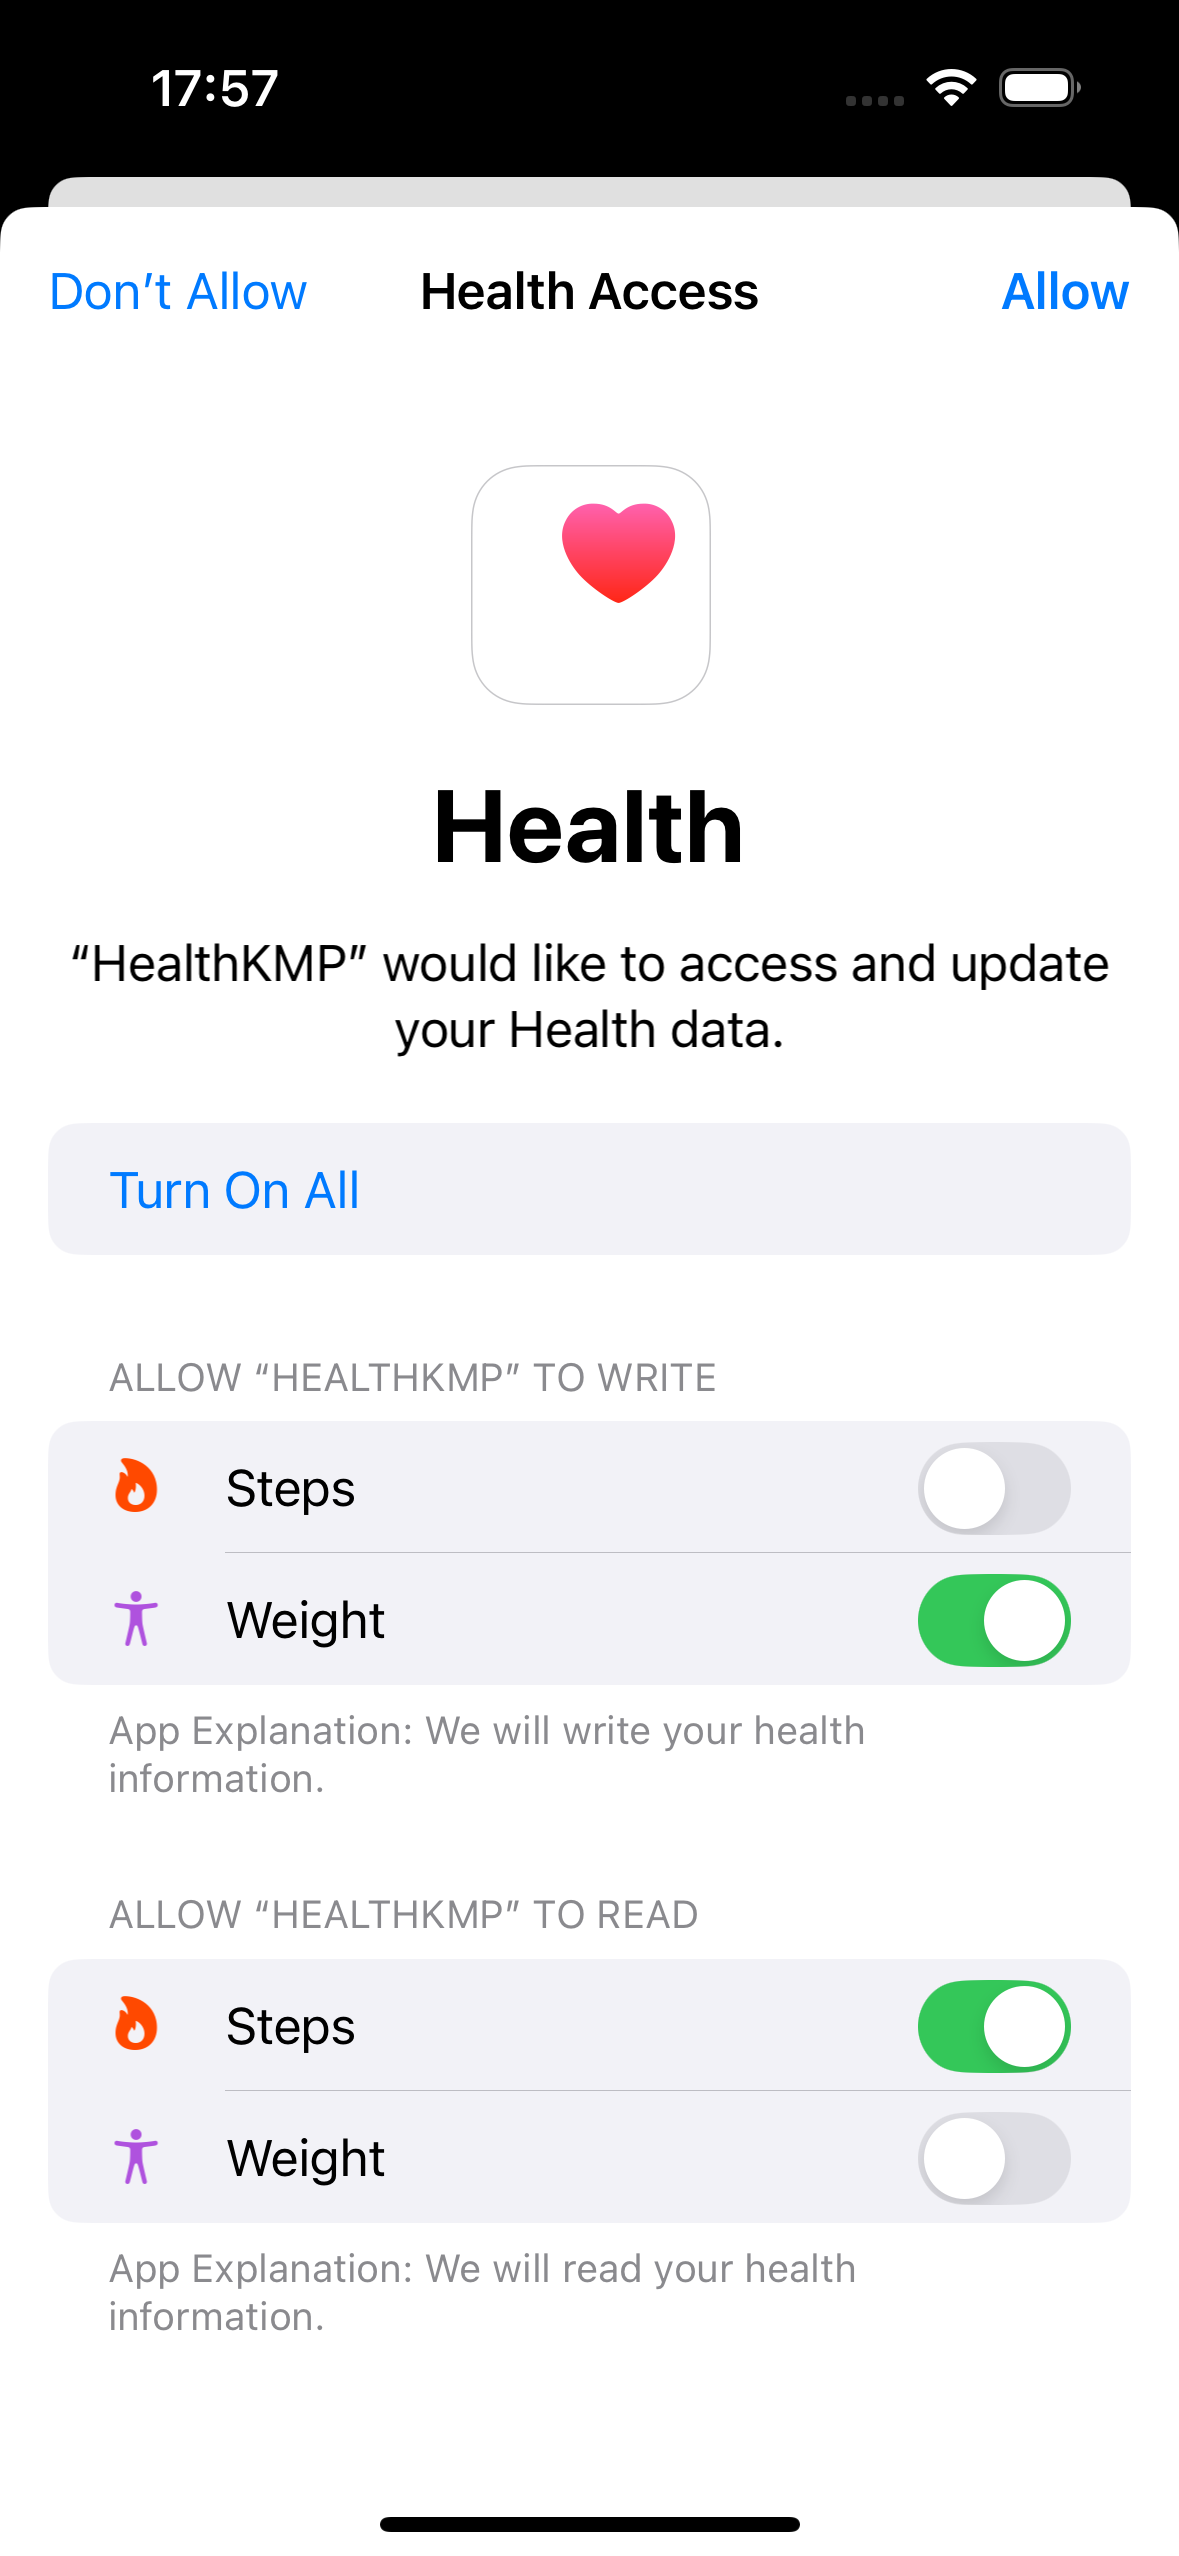 17:57
Don’t Allow
Health Access
Allow
Health
“HealthKMP” would like to access and update
your Health data.
Turn On All
ALLOW “HEALTHKMP” TO WRITE
Steps
Weight
App Explanation: We will write your health
information.
ALLOW “HEALTHKMP” TO READ
Steps
Weight
App Explanation: We will read your health
information.